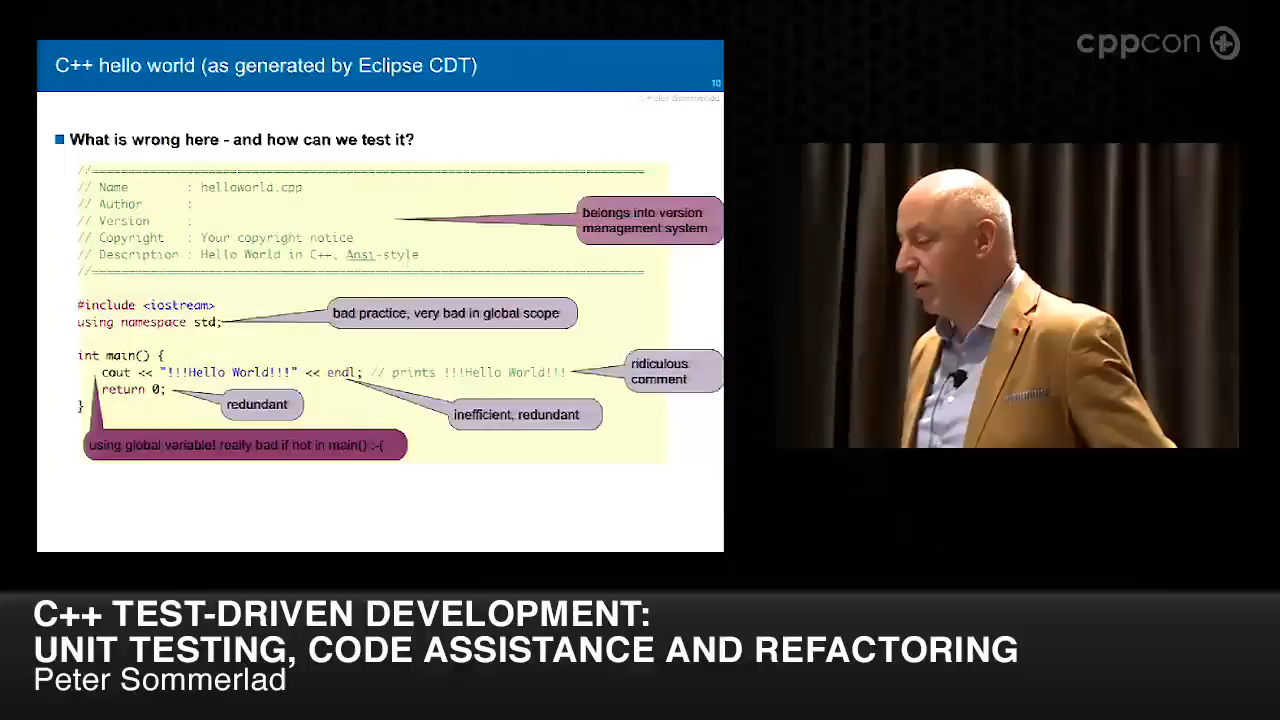 cppcon
C++ hello world (as generated by Eclipse CDT)
10
Peter Sommerlad
What is wrong here - and how can we test it?
//=====================================================================
// Name : helloworld.cpp
// Author :
// Version :
// Copyright : Your copyright notice
// Description : Hello World in C++, Ansi-style
//=====================================================================
belongs into version
management system
#include <iostream>
using namespace std;
bad practice, very bad in global scope
int main() {
cout << "!!!Hello World!!!" << endl; // prints !!!Hello World!!!
return 0;
}
ridiculous
comment
redundant
inefficient, redundant
using global variable! really bad if not in main() :-(
C++ TEST-DRIVEN DEVELOPMENT:
UNIT TESTING, CODE ASSISTANCE AND REFACTORING
Peter Sommerlad